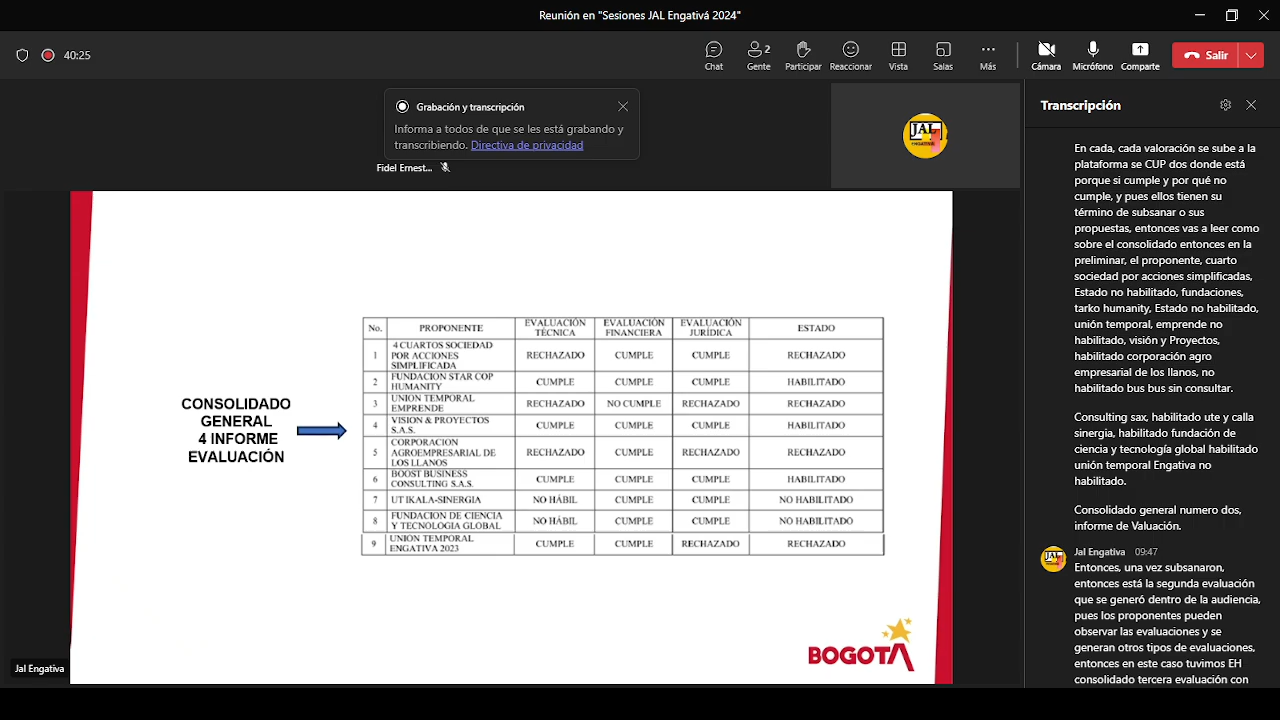 Reunión en "Sesiones JAL Engativá 2024"
40:25
Chat
2
Gente
Participar
Reaccionar
Vista
Salas
Más
Cámara
Micrófono
Comparte
Salir
Grabación y transcripción
Informa a todos de que se les está grabando y
transcribiendo. Directiva de privacidad
Fidel Ernest...
JAL
ENGATIVÁ
CONSOLIDADO
GENERAL
4 INFORME
EVALUACIÓN
No. PROPONENTE EVALUACIÓN TÉCNICA EVALUACIÓN FINANCIERA EVALUACIÓN JURÍDICA ESTADO
1 4 CUARTOS SOCIEDAD POR ACCIONES SIMPLIFICADA RECHAZADO CUMPLE CUMPLE RECHAZADO
2 FUNDACION STAR COP HUMANITY CUMPLE CUMPLE CUMPLE HABILITADO
3 UNION TEMPORAL EMPRENDE RECHAZADO NO CUMPLE RECHAZADO RECHAZADO
4 VISION & PROYECTOS S.A.S. CUMPLE CUMPLE CUMPLE HABILITADO
5 CORPORACION AGROEMPRESARIAL DE LOS LLANOS RECHAZADO CUMPLE RECHAZADO RECHAZADO
6 BOOST BUSINESS CONSULTING S.A.S. CUMPLE CUMPLE CUMPLE HABILITADO
7 UT IKALA-SINERGIA NO HÁBIL CUMPLE CUMPLE NO HABILITADO
8 FUNDACION DE CIENCIA Y TECNOLOGIA GLOBAL NO HÁBIL CUMPLE CUMPLE NO HABILITADO
9 UNION TEMPORAL ENGATIVA 2023 CUMPLE CUMPLE RECHAZADO RECHAZADO
BOGOTÁ
Jal Engativa
Transcripción
En cada, cada valoración se sube a la
plataforma se CUP dos donde está
porque si cumple y por qué no
cumple, y pues ellos tienen su
término de subsanar o sus
propuestas, entonces vas a leer como
sobre el consolidado entonces en la
preliminar, el proponente, cuarto
sociedad por acciones simplificadas,
Estado no habilitado, fundaciones,
tarko humanity, Estado no habilitado,
unión temporal, emprende no
habilitado, visión y Proyectos,
habilitado corporación agro
empresarial de los llanos, no
habilitado bus bus sin consultar.
Consulting sax. habilitado ute y calla
sinergia, habilitado fundación de
ciencia y tecnología global habilitado
unión temporal Engativa no
habilitado.
Consolidado general numero dos,
informe de Valuación.
Jal Engativa 09:47
Entonces, una vez subsanaron,
entonces está la segunda evaluación
que se generó dentro de la audiencia,
pues los proponentes pueden
observar las evaluaciones y se
generan otros tipos de evaluaciones,
entonces en este caso tuvimos EH
consolidado tercera evaluación con